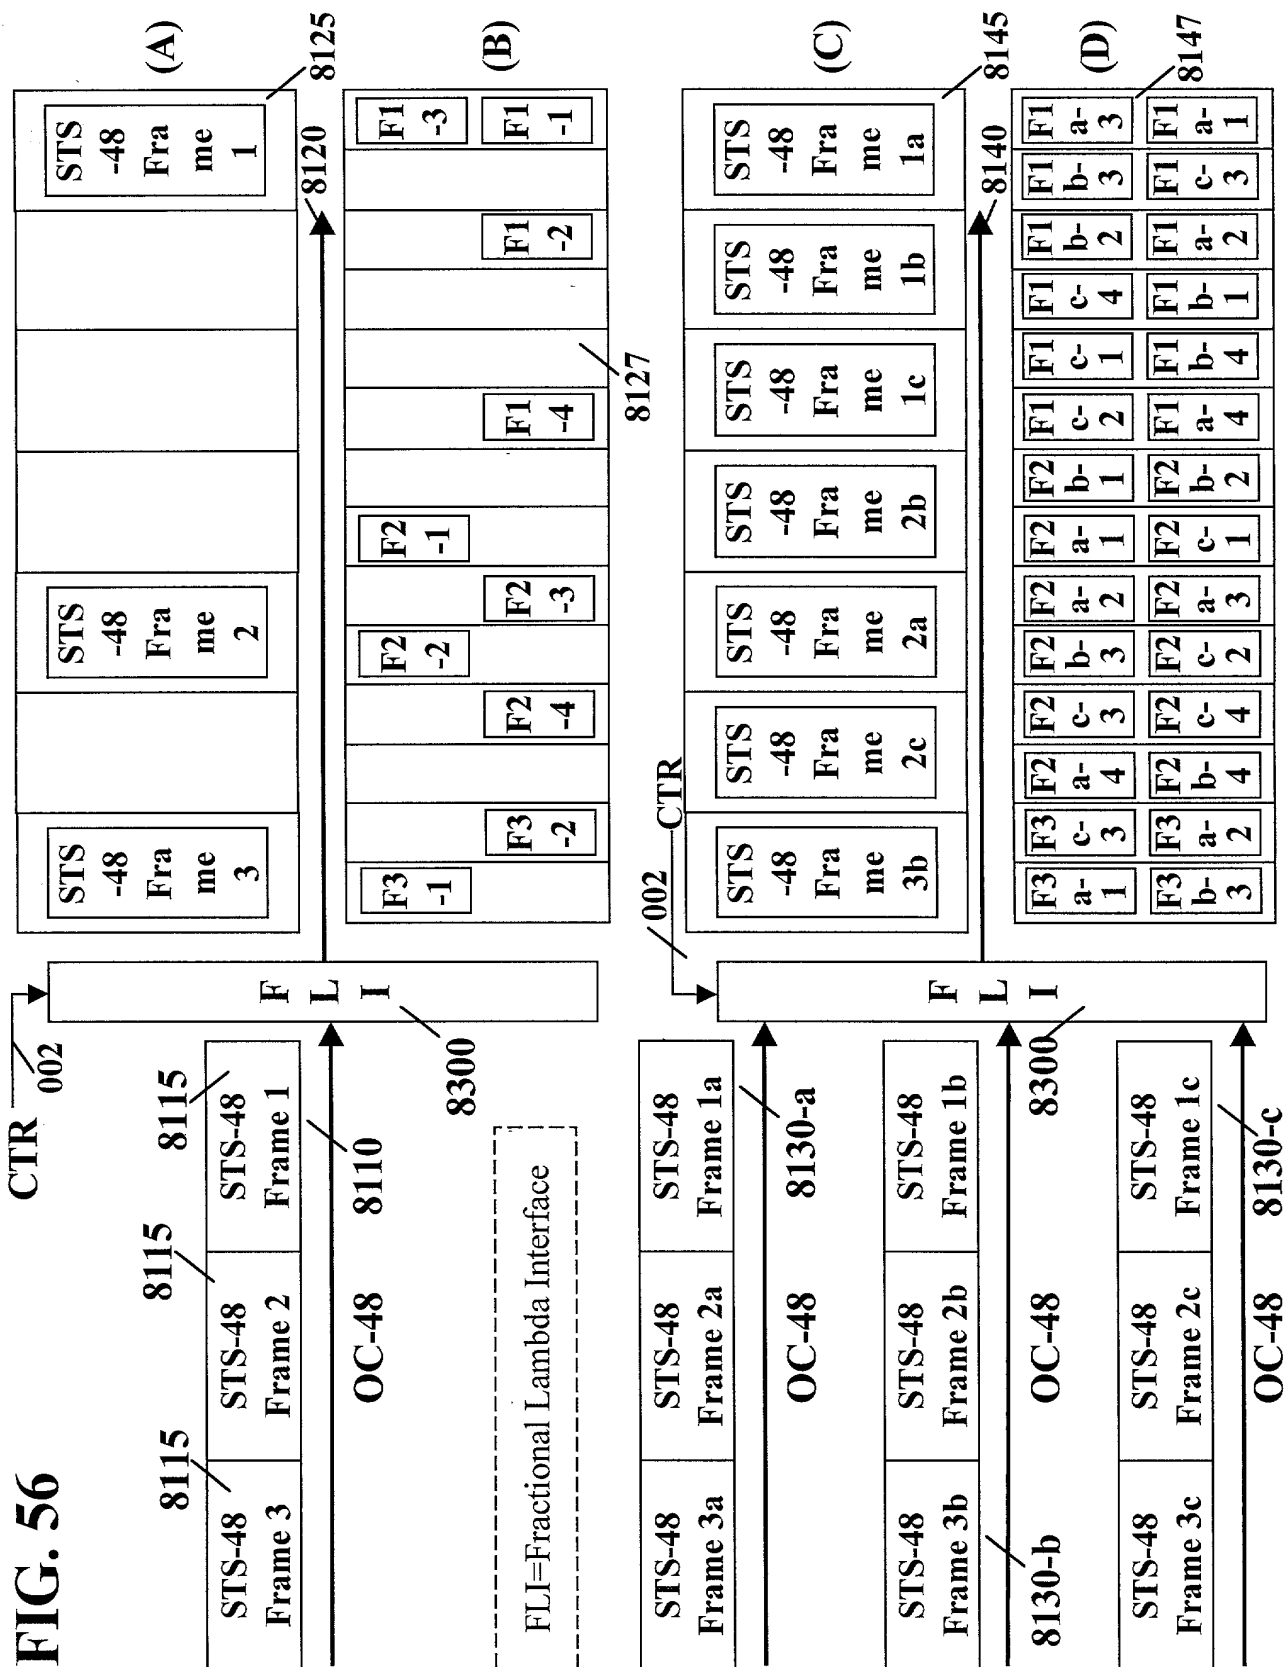 FIG. 56
CTR
002
8115 8115 8115
STS-48 STS-48 STS-48
Frame 3 Frame 2 Frame 1
8110
OC-48
F
L
I
8300
FLI=Fractional Lambda Interface
STS STS STS
-48 -48 -48
Fra Fra Fra
me me me
3 2 1
(A)
8125
8120
F3 F2 F2 F1
-1 -2 -1 -3
(B)
F3 F2 F2 F1 F1 F1
-2 -4 -3 -4 -2 -1
8127
CTR
002
STS-48 STS-48 STS-48
Frame 3a Frame 2a Frame 1a
8130-a
OC-48
STS-48 STS-48 STS-48
Frame 3b Frame 2b Frame 1b
8130-b
OC-48
STS-48 STS-48 STS-48
Frame 3c Frame 2c Frame 1c
8130-c
OC-48
F
L
I
8300
STS STS STS STS STS STS STS
-48 -48 -48 -48 -48 -48 -48
Fra Fra Fra Fra Fra Fra Fra
me me me me me me me
3b 2c 2a 2b 1c 1b 1a
(C)
8145
8140
F3 F3 F2 F2 F2 F2 F2 F2 F1 F1 F1 F1 F1 F1
a- c- a- c- b- a- a- b- c- c- c- b- b- a-
1 3 4 3 3 2 1 1 2 1 4 2 3 3
(D)
F3 F3 F2 F2 F2 F2 F2 F2 F1 F1 F1 F1 F1 F1
b- a- b- c- c- a- c- b- a- b- b- a- c- a-
3 2 4 4 2 3 1 2 4 4 1 2 3 1
8147